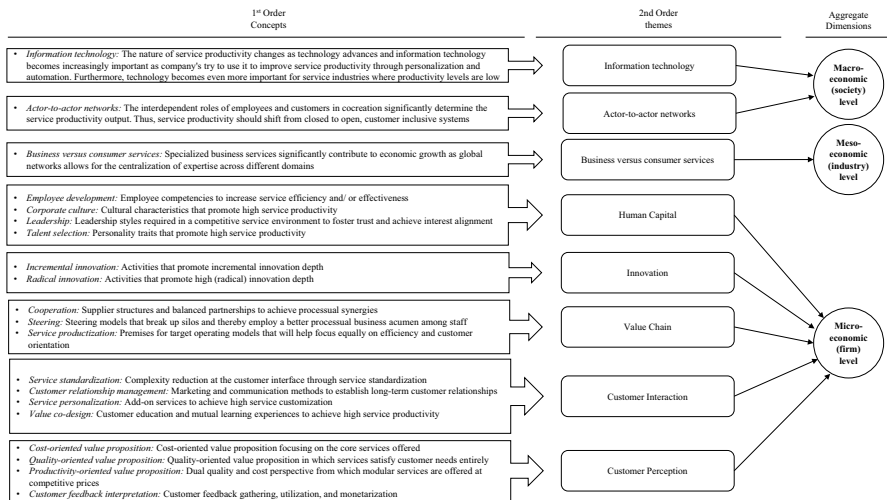 1st Order
Concepts
2nd Order
themes
Aggregate
Dimensions
• Information technology: The nature of service productivity changes as technology advances and information technology
becomes increasingly important as company's try to use it to improve service productivity through personalization and
automation. Furthermore, technology becomes even more important for service industries where productivity levels are low
Information technology
• Actor-to-actor networks: The interdependent roles of employees and customers in cocreation significantly determine the
service productivity output. Thus, service productivity should shift from closed to open, customer inclusive systems
Actor-to-actor networks
Macro-
economic
(society)
level
• Business versus consumer services: Specialized business services significantly contribute to economic growth as global
networks allows for the centralization of expertise across different domains
Business versus consumer services
Meso-
economic
(industry)
level
• Employee development: Employee competencies to increase service efficiency and/ or effectiveness
• Corporate culture: Cultural characteristics that promote high service productivity
• Leadership: Leadership styles required in a competitive service environment to foster trust and achieve interest alignment
• Talent selection: Personality traits that promote high service productivity
Human Capital
• Incremental innovation: Activities that promote incremental innovation depth
• Radical innovation: Activities that promote high (radical) innovation depth
Innovation
• Cooperation: Supplier structures and balanced partnerships to achieve processual synergies
• Steering: Steering models that break up silos and thereby employ a better processual business acumen among staff
• Service productization: Premises for target operating models that will help focus equally on efficiency and customer
orientation
Value Chain
Micro-
economic
(firm)
level
• Service standardization: Complexity reduction at the customer interface through service standardization
• Customer relationship management: Marketing and communication methods to establish long-term customer relationships
• Service personalization: Add-on services to achieve high service customization
• Value co-design: Customer education and mutual learning experiences to achieve high service productivity
Customer Interaction
• Cost-oriented value proposition: Cost-oriented value proposition focusing on the core services offered
• Quality-oriented value proposition: Quality-oriented value proposition in which services satisfy customer needs entirely
• Productivity-oriented value proposition: Dual quality and cost perspective from which modular services are offered at
competitive prices
• Customer feedback interpretation: Customer feedback gathering, utilization, and monetarization
Customer Perception